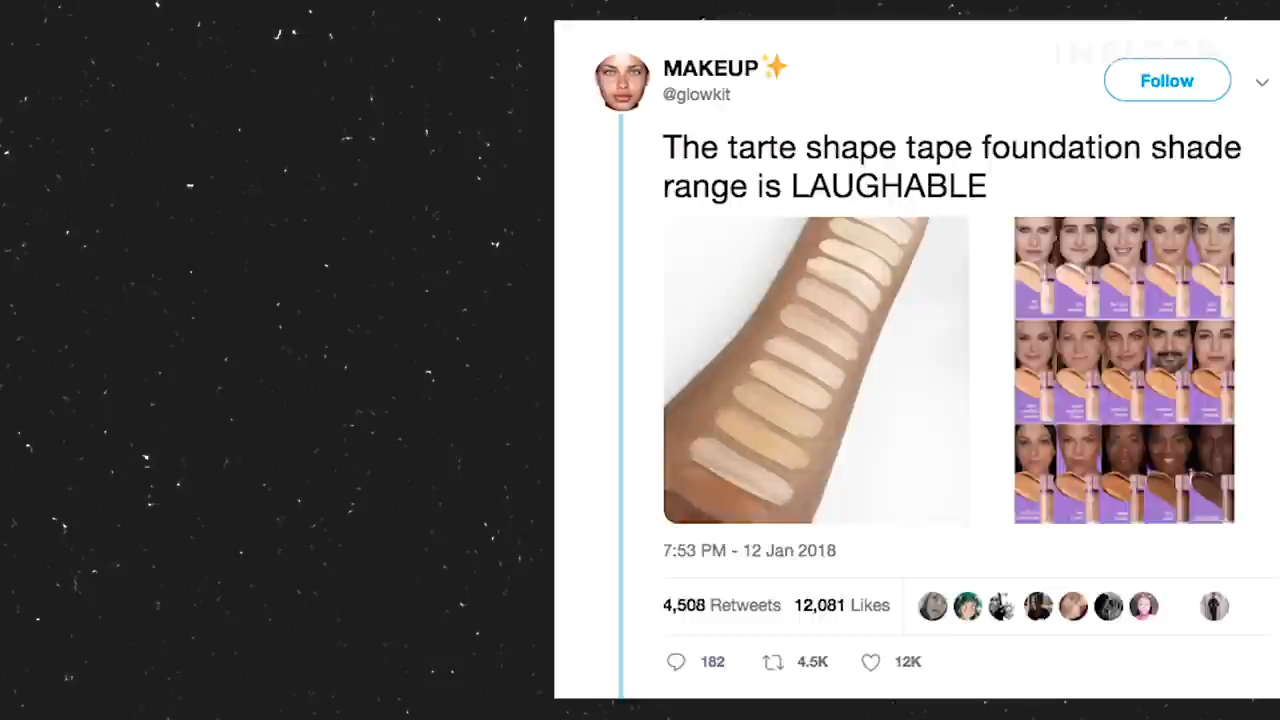 MAKEUP✨
@glowkit
Follow
The tarte shape tape foundation shade
range is LAUGHABLE
7:53 PM - 12 Jan 2018
4,508 Retweets 12,081 Likes
182 4.5K 12K